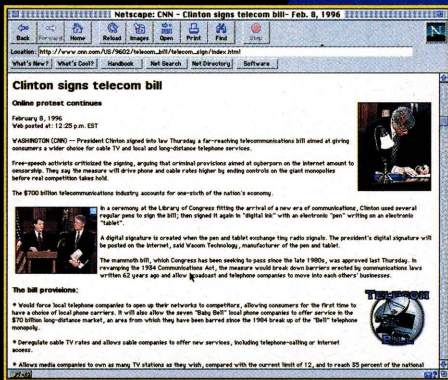 Netscape: CNN - Clinton signs telecom bill- Feb. 8, 1996
Back Forward Home Reload Images Open Print Find Stop
N
Location: http://www.cnn.com/US/9602/telecom_bill/telecom_sign/index.html
What's New? What's Cool? Handbook Net Search Net Directory Software
Clinton signs telecom bill
Online protest continues
February 8, 1996
Web posted at: 12:25 p.m. EST
WASHINGTON (CNN) -- President Clinton signed into law Thursday a far-reaching telecommunications bill aimed at giving
consumers a wider choice for cable TV and local and long-distance telephone services.
Free-speech activists criticized the signing, arguing that criminal provisions aimed at cyberporn on the internet amount to
censorship. They say the measure will drive phone and cable rates higher by ending controls on the giant monopolies
before real competition takes hold.
The $700 billion telecommunications industry accounts for one-sixth of the nation's economy.
In a ceremony at the Library of Congress fitting the arrival of a new era of communications, Clinton used several
regular pens to sign the bill; then signed it again in "digital ink" with an electronic "pen" writing on an electronic
"tablet".
A digital signature is created when the pen and tablet exchange tiny radio signals. The president's digital signature will
be posted on the internet, said Wacom Technology, manufacturer of the pen and tablet.
The mammoth bill, which Congress has been seeking to pass since the late 1980s, was approved last Thursday. In
revamping the 1934 Communications Act, the measure would break down barriers erected by communications laws
written 62 years ago and allow broadcast and telephone companies to move into each others' businesses.
The bill provisions:
* Would force local telephone companies to open up their networks to competitors, allowing consumers for the first time to
have a choice of local phone carriers. It will also allow the seven "Baby Bell" local phone companies to offer service in the
$70 billion long-distance market, an area from which they have been barred since the 1984 break up of the "Bell" telephone
monopoly.
TELECOM
BILL
* Deregulate cable TV rates and allows cable companies to offer new services, including telephone-calling or Internet
access.
* Allows media companies to own as many TV stations as they wish, compared with the current limit of 12, and to reach 35 percent of the national